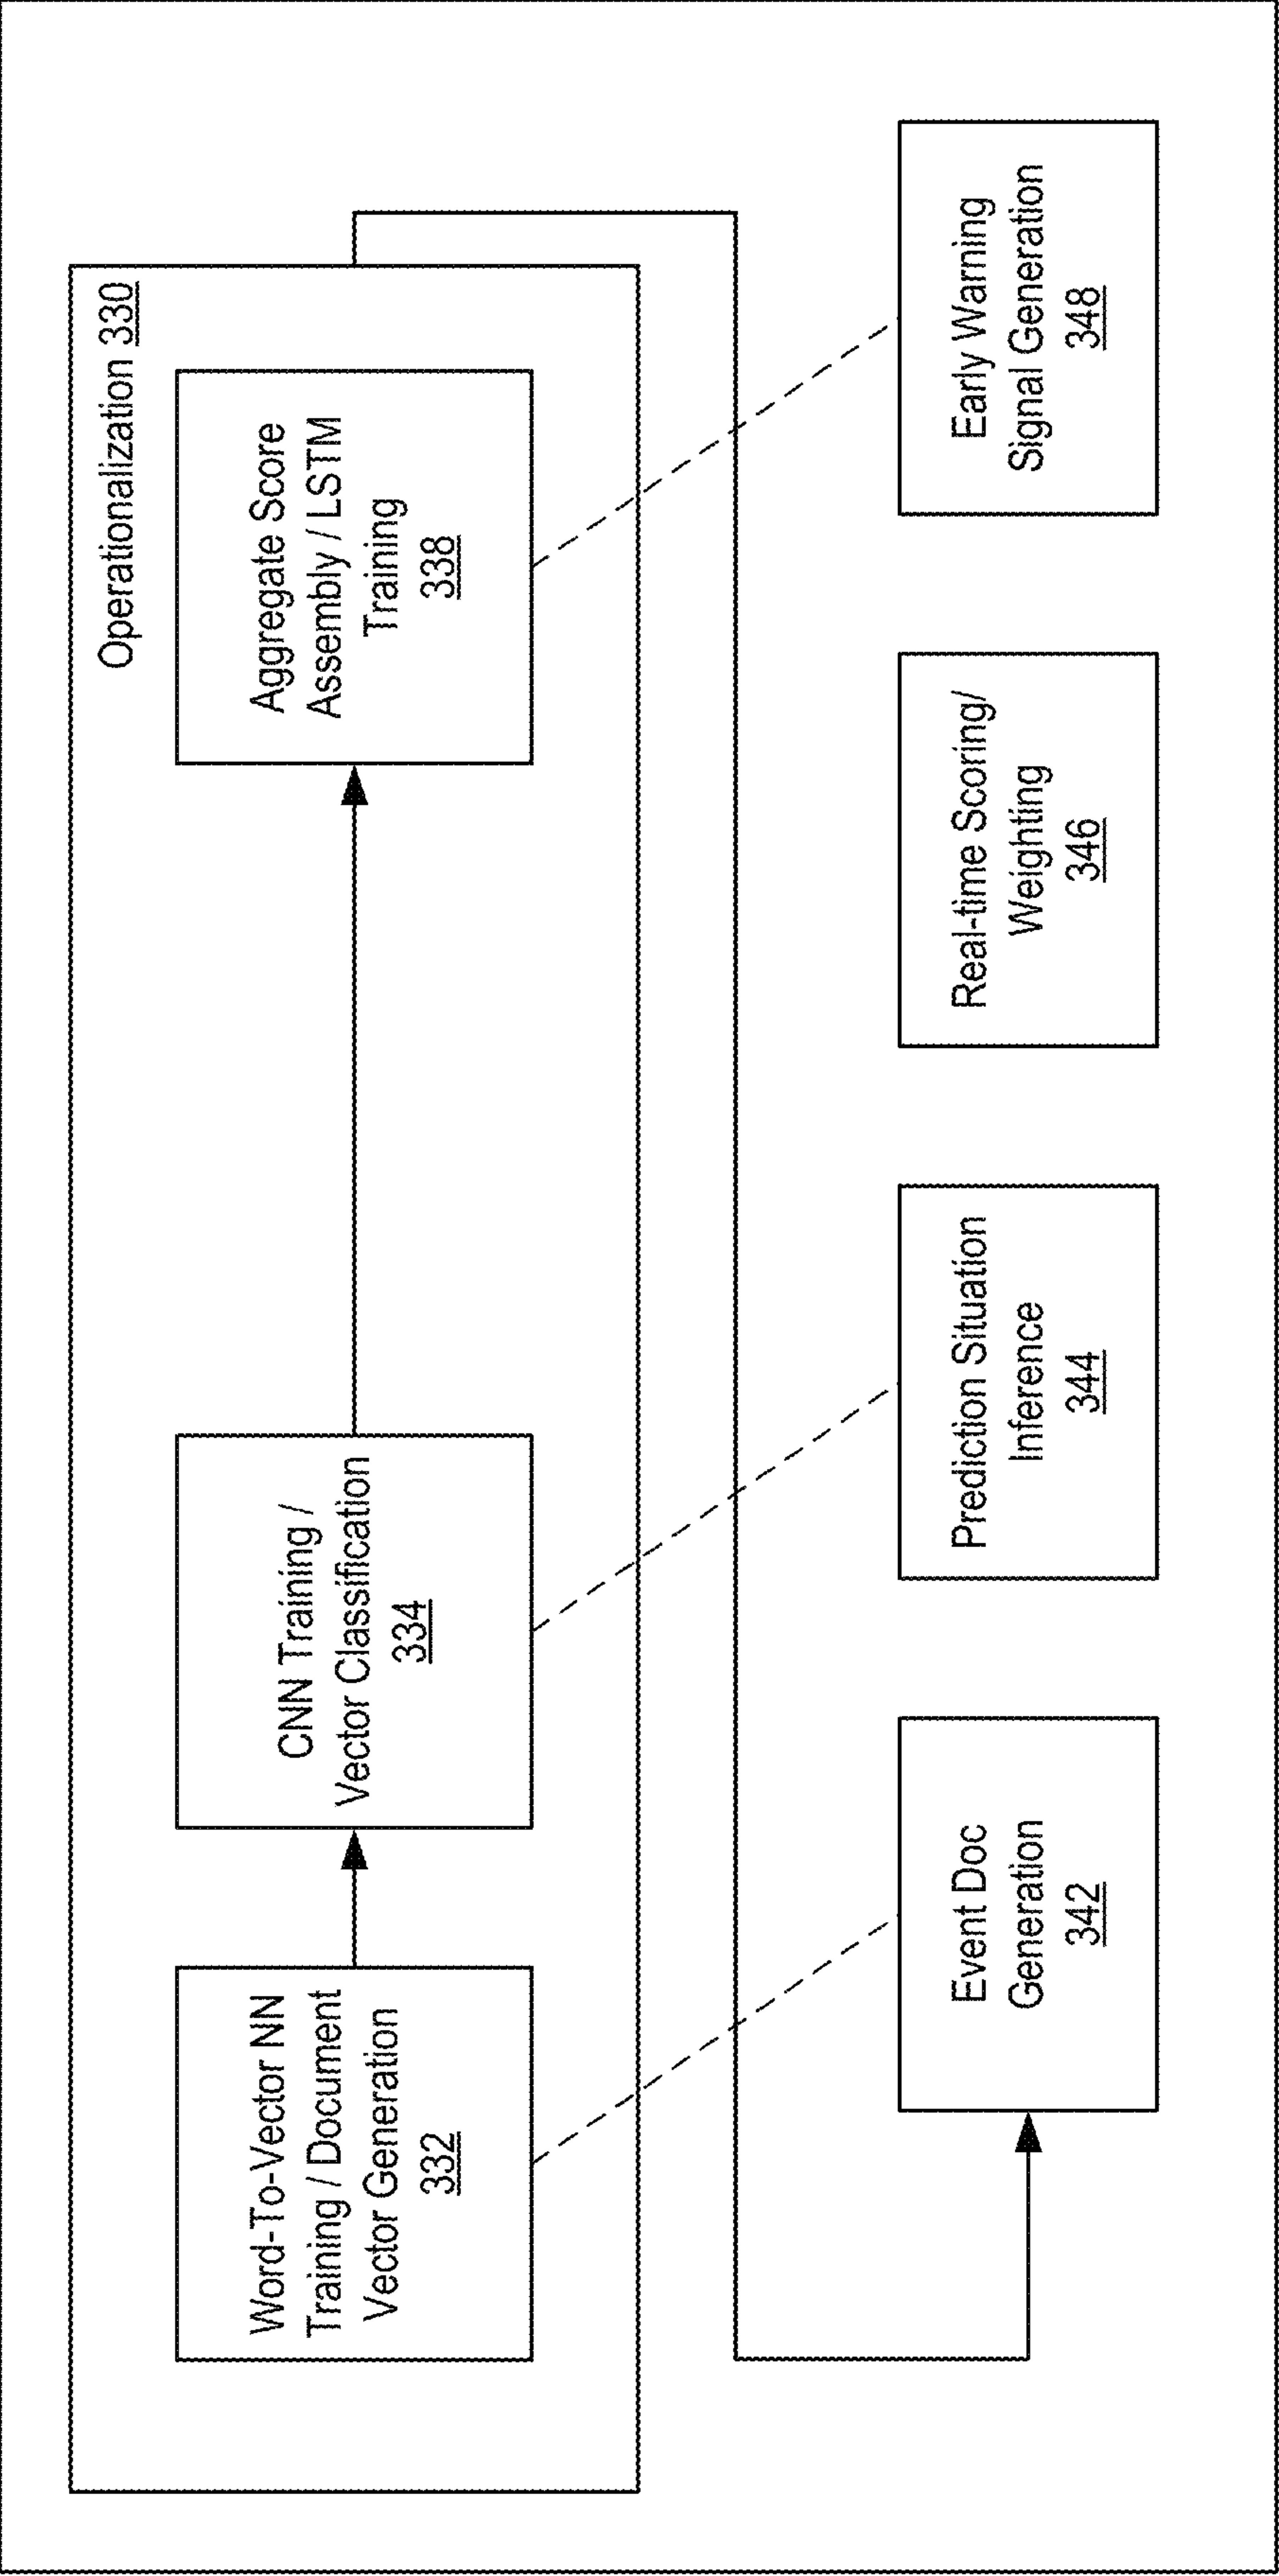 Operationalization 330
Word-To-Vector NN
Training / Document
Vector Generation
332
CNN Training /
Vector Classification
334
Aggregate Score
Assembly / LSTM
Training
338
Event Doc
Generation
342
Prediction Situation
Inference
344
Real-time Scoring/
Weighting
346
Early Warning
Signal Generation
348